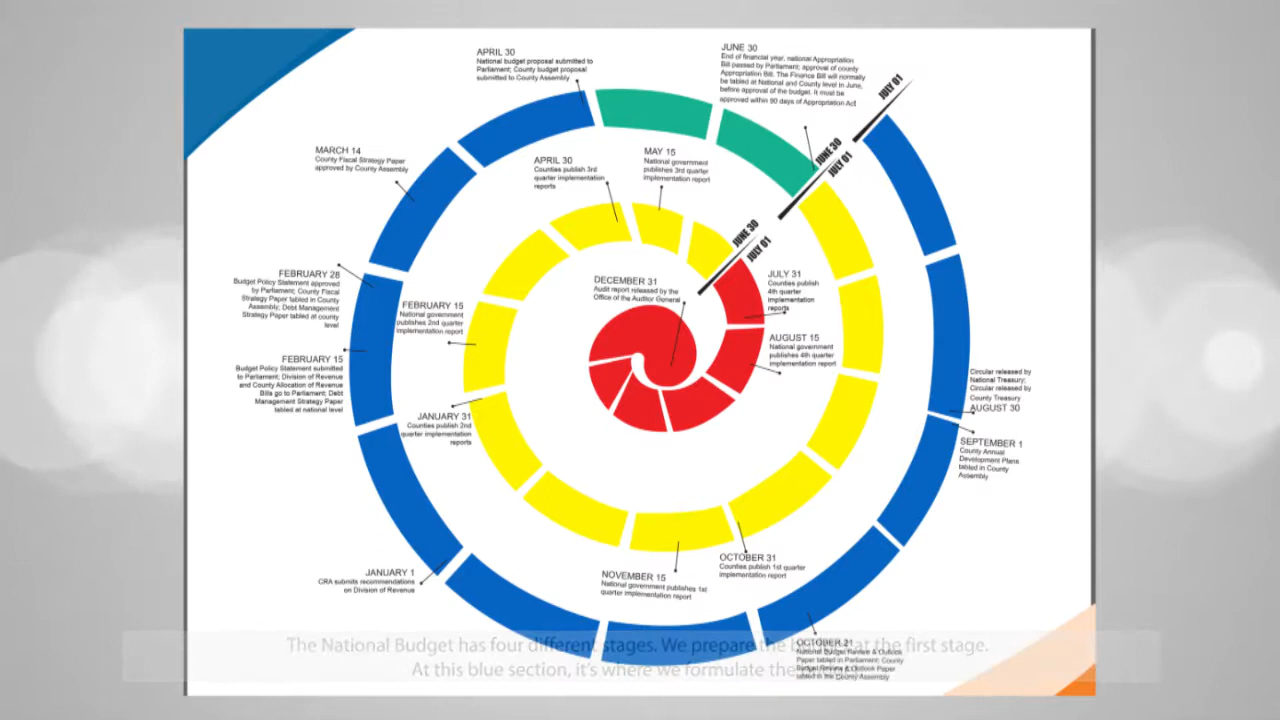 APRIL 30
National budget proposal submitted to
Parliament; County budget proposal
submitted to County Assembly
JUNE 30
End of financial year, national Appropriation
Bill passed by Parliament; approval of county
Appropriation Bill. The Finance Bill will normally
be tabled at National and County level in June,
before approval of the budget. It must be
approved within 90 days of Appropriation Act
JULY 01
JUNE 30
JULY 01
MARCH 14
County Fiscal Strategy Paper
approved by County Assembly
APRIL 30
Counties publish 3rd
quarter implementation
reports
MAY 15
National government
publishes 3rd quarter
implementation report
JUNE 30
JULY 01
FEBRUARY 28
Budget Policy Statement approved
by Parliament; County Fiscal
Strategy Paper tabled in County
Assembly; Debt Management
Strategy Paper tabled at county
level
DECEMBER 31
Audit report released by the
Office of the Auditor General
JULY 31
Counties publish
4th quarter
implementation
reports
FEBRUARY 15
National government
publishes 2nd quarter
implementation report
AUGUST 15
National government
publishes 4th quarter
implementation report
FEBRUARY 15
Budget Policy Statement submitted
to Parliament; Division of Revenue
and County Allocation of Revenue
Bills go to Parliament; Debt
Management Strategy Paper
tabled at national level
Circular released by
National Treasury;
Circular released by
County Treasury
AUGUST 30
JANUARY 31
Counties publish 2nd
quarter implementation
reports
SEPTEMBER 1
County Annual
Development Plans
tabled in County
Assembly
OCTOBER 31
Counties publish 1st quarter
implementation report
NOVEMBER 15
National government publishes 1st
quarter implementation report
JANUARY 1
CRA submits recommendations
on Division of Revenue
OCTOBER 21
National Budget Review & Outlook
Paper tabled in Parliament; County
Budget Review & Outlook Paper
tabled in the County Assembly
The National Budget has four different stages. We prepare the at the first stage.
At this blue section, it's where we formulate the